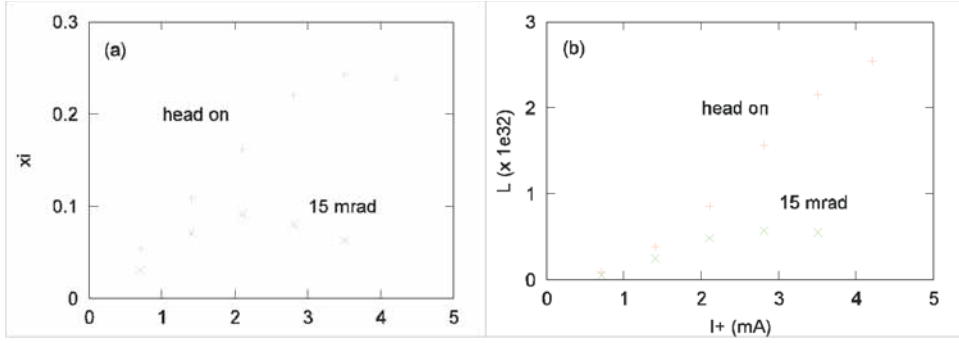 0.3
(a)
head on
0.2
xi
15 mrad
0.1
0
0 1 2 3 4 5
3
(b)
head on
2
L (x 1e32)
15 mrad
1
0
0 1 2 3 4 5
I+ (mA)